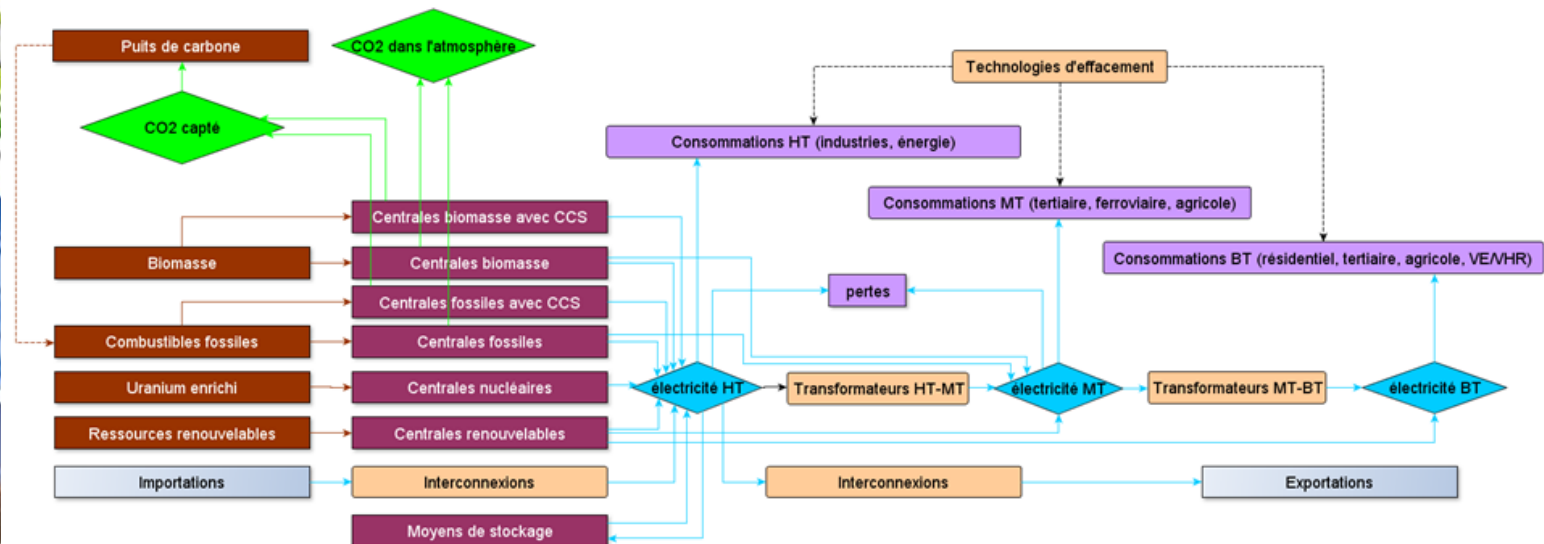 Puits de carbone
CO2 dans l'atmosphère
Technologies d'effacement
CO2 capté
Consommations HT (industries, énergie)
Consommations MT (tertiaire, ferroviaire, agricole)
Centrales biomasse avec CCS
Biomasse
Centrales biomasse
Consommations BT (résidentiel, tertiaire, agricole, VE/VHR)
pertes
Centrales fossiles avec CCS
Combustibles fossiles
Centrales fossiles
Uranium enrichi
Centrales nucléaires
électricité HT
Transformateurs HT-MT
électricité MT
Transformateurs MT-BT
électricité BT
Ressources renouvelables
Centrales renouvelables
Importations
Interconnexions
Interconnexions
Exportations
Moyens de stockage